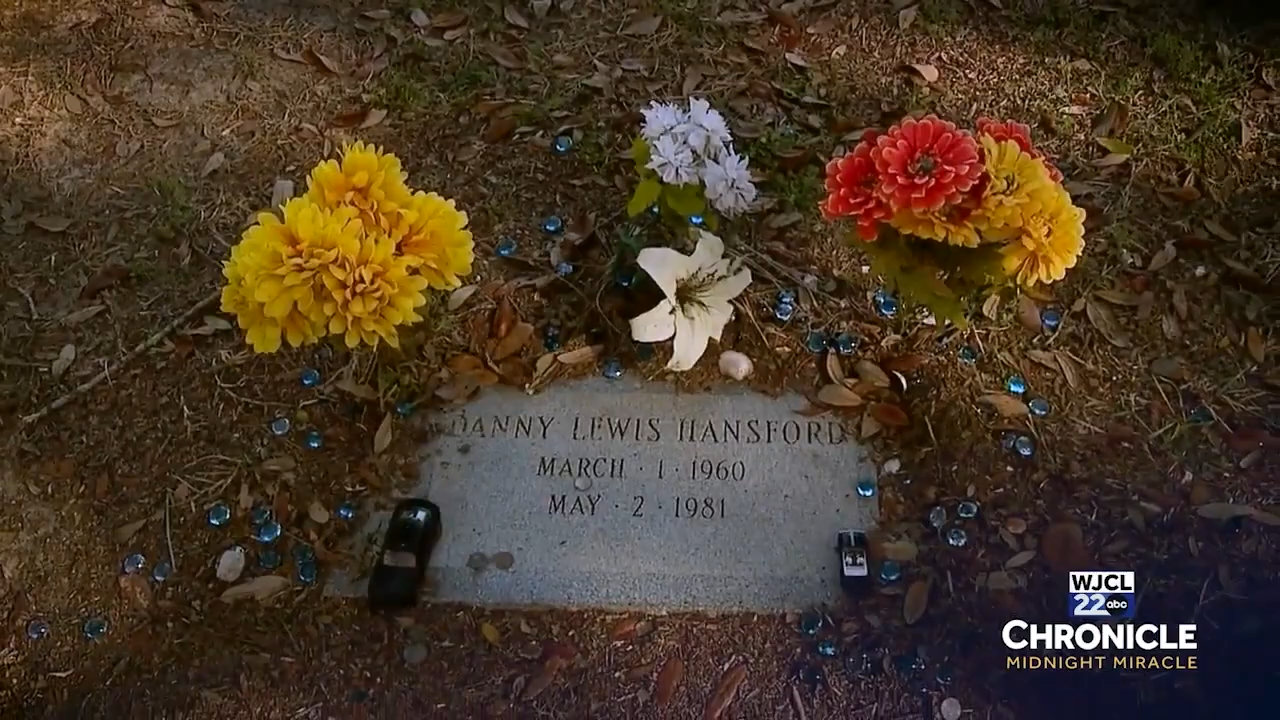 DANNY LEWIS HANSFORD
MARCH · 1 · 1960
MAY · 2 · 1981
WJCL
22 abc
CHRONICLE
MIDNIGHT MIRACLE